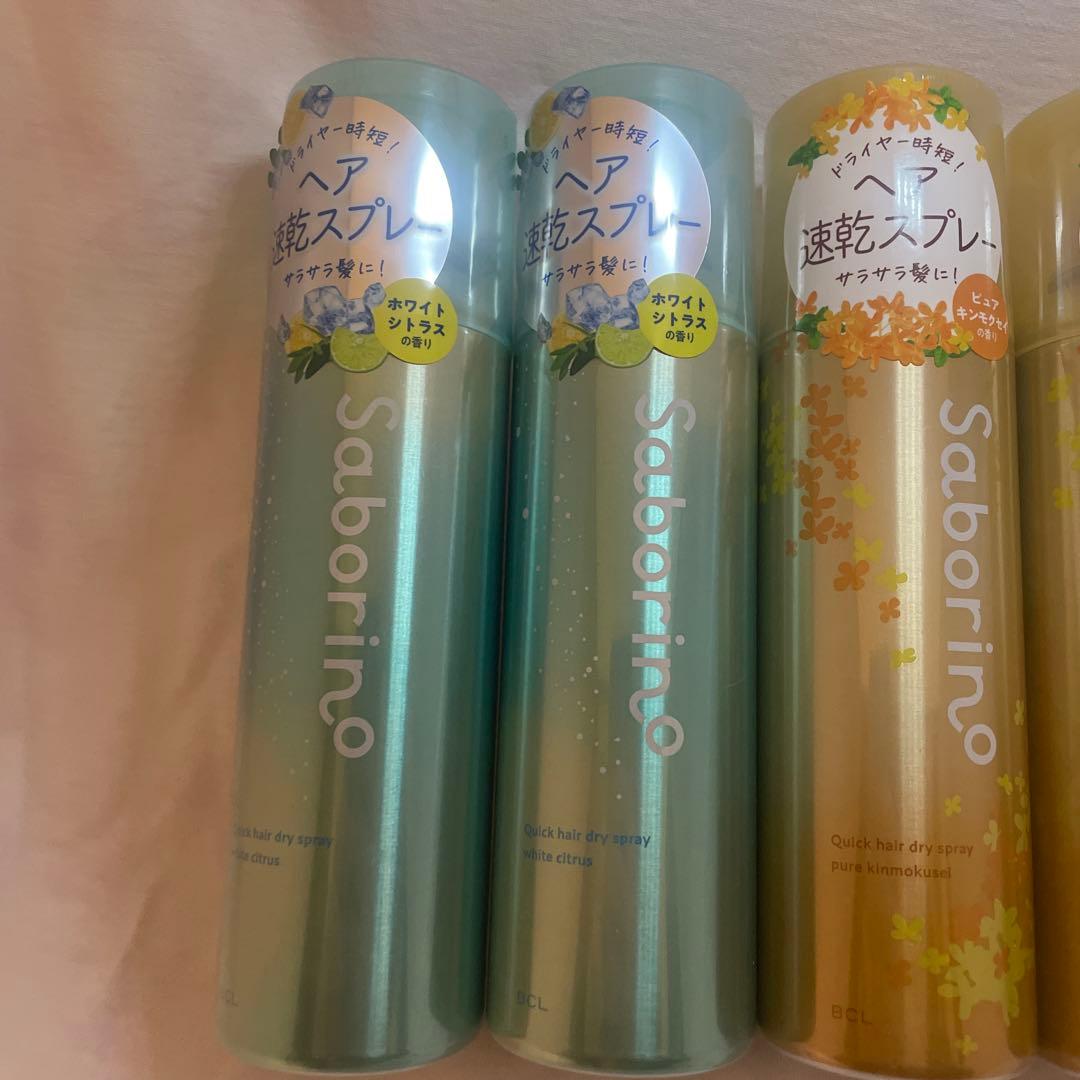 ドライヤー時短!
ヘア
速乾スプレー
サラサラ髪に!
ホワイト
シトラス
の香り
Saborino
Quick hair dry spray
white citrus
BCL
ドライヤー時短!
ヘア
速乾スプレー
サラサラ髪に!
ホワイト
シトラス
の香り
Saborino
Quick hair dry spray
white citrus
BCL
ドライヤー時短!
ヘア
速乾スプレー
サラサラ髪に!
ピュア
キンモクセイ
の香り
Saborino
Quick hair dry spray
pure kinmokusei
BCL